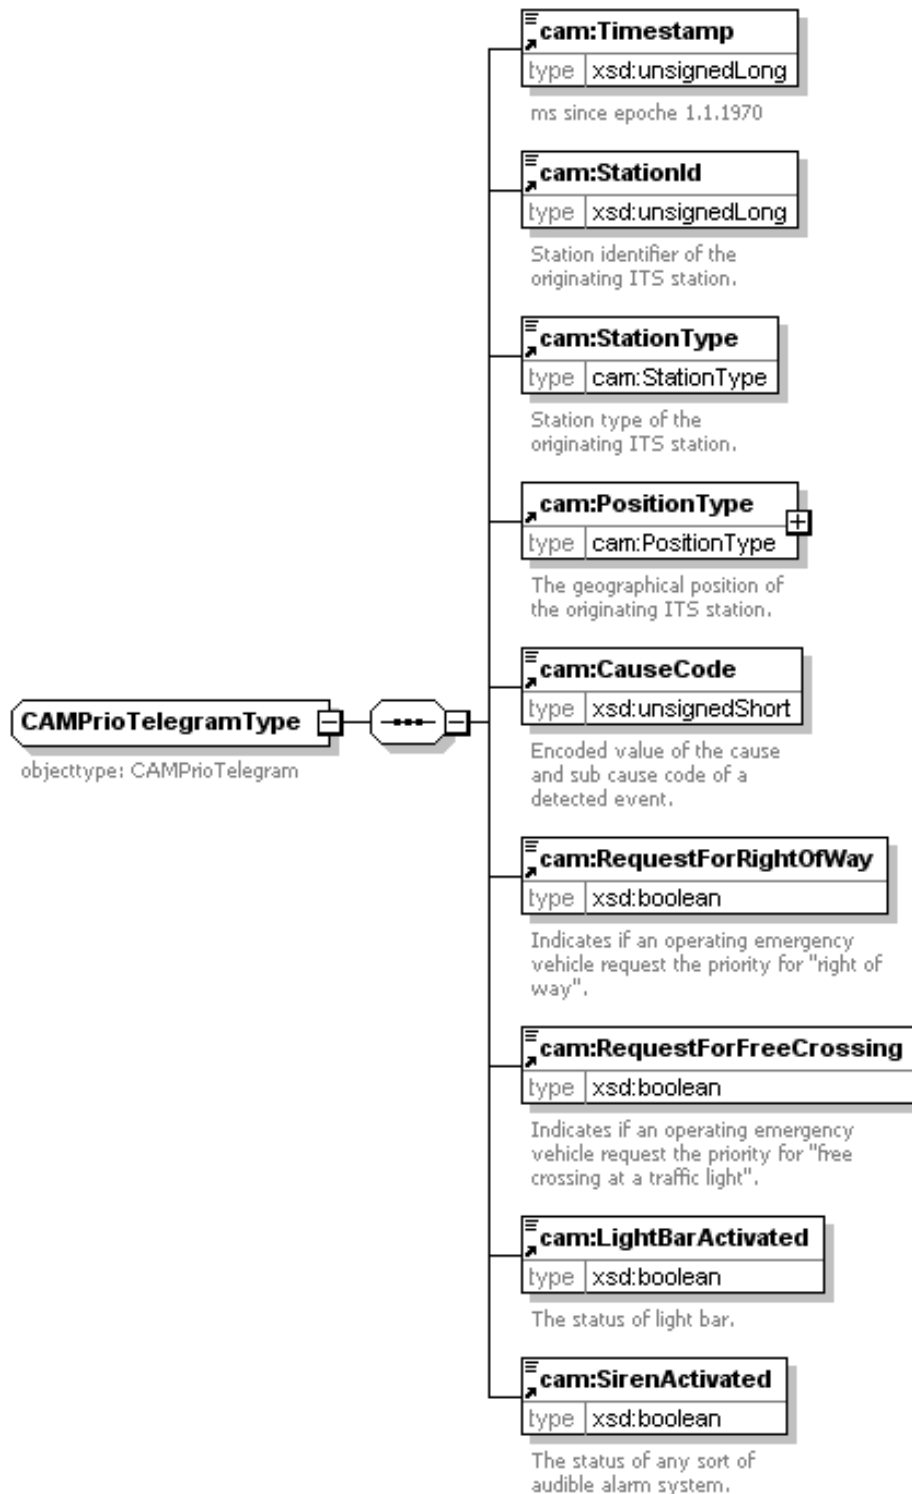 cam:Timestamp
type xsd:unsignedLong
ms since epoche 1.1.1970
cam:StationId
type xsd:unsignedLong
Station identifier of the
originating ITS station.
cam:StationType
type cam:StationType
Station type of the
originating ITS station.
cam:PositionType
type cam:PositionType
The geographical position of
the originating ITS station.
cam:CauseCode
type xsd:unsignedShort
Encoded value of the cause
and sub cause code of a
detected event.
CAMPrioTelegramType
objecttype: CAMPrioTelegram
cam:RequestForRightOfWay
type xsd:boolean
Indicates if an operating emergency
vehicle request the priority for "right of
way".
cam:RequestForFreeCrossing
type xsd:boolean
Indicates if an operating emergency
vehicle request the priority for "free
crossing at a traffic light".
cam:LightBarActivated
type xsd:boolean
The status of light bar.
cam:SirenActivated
type xsd:boolean
The status of any sort of
audible alarm system.